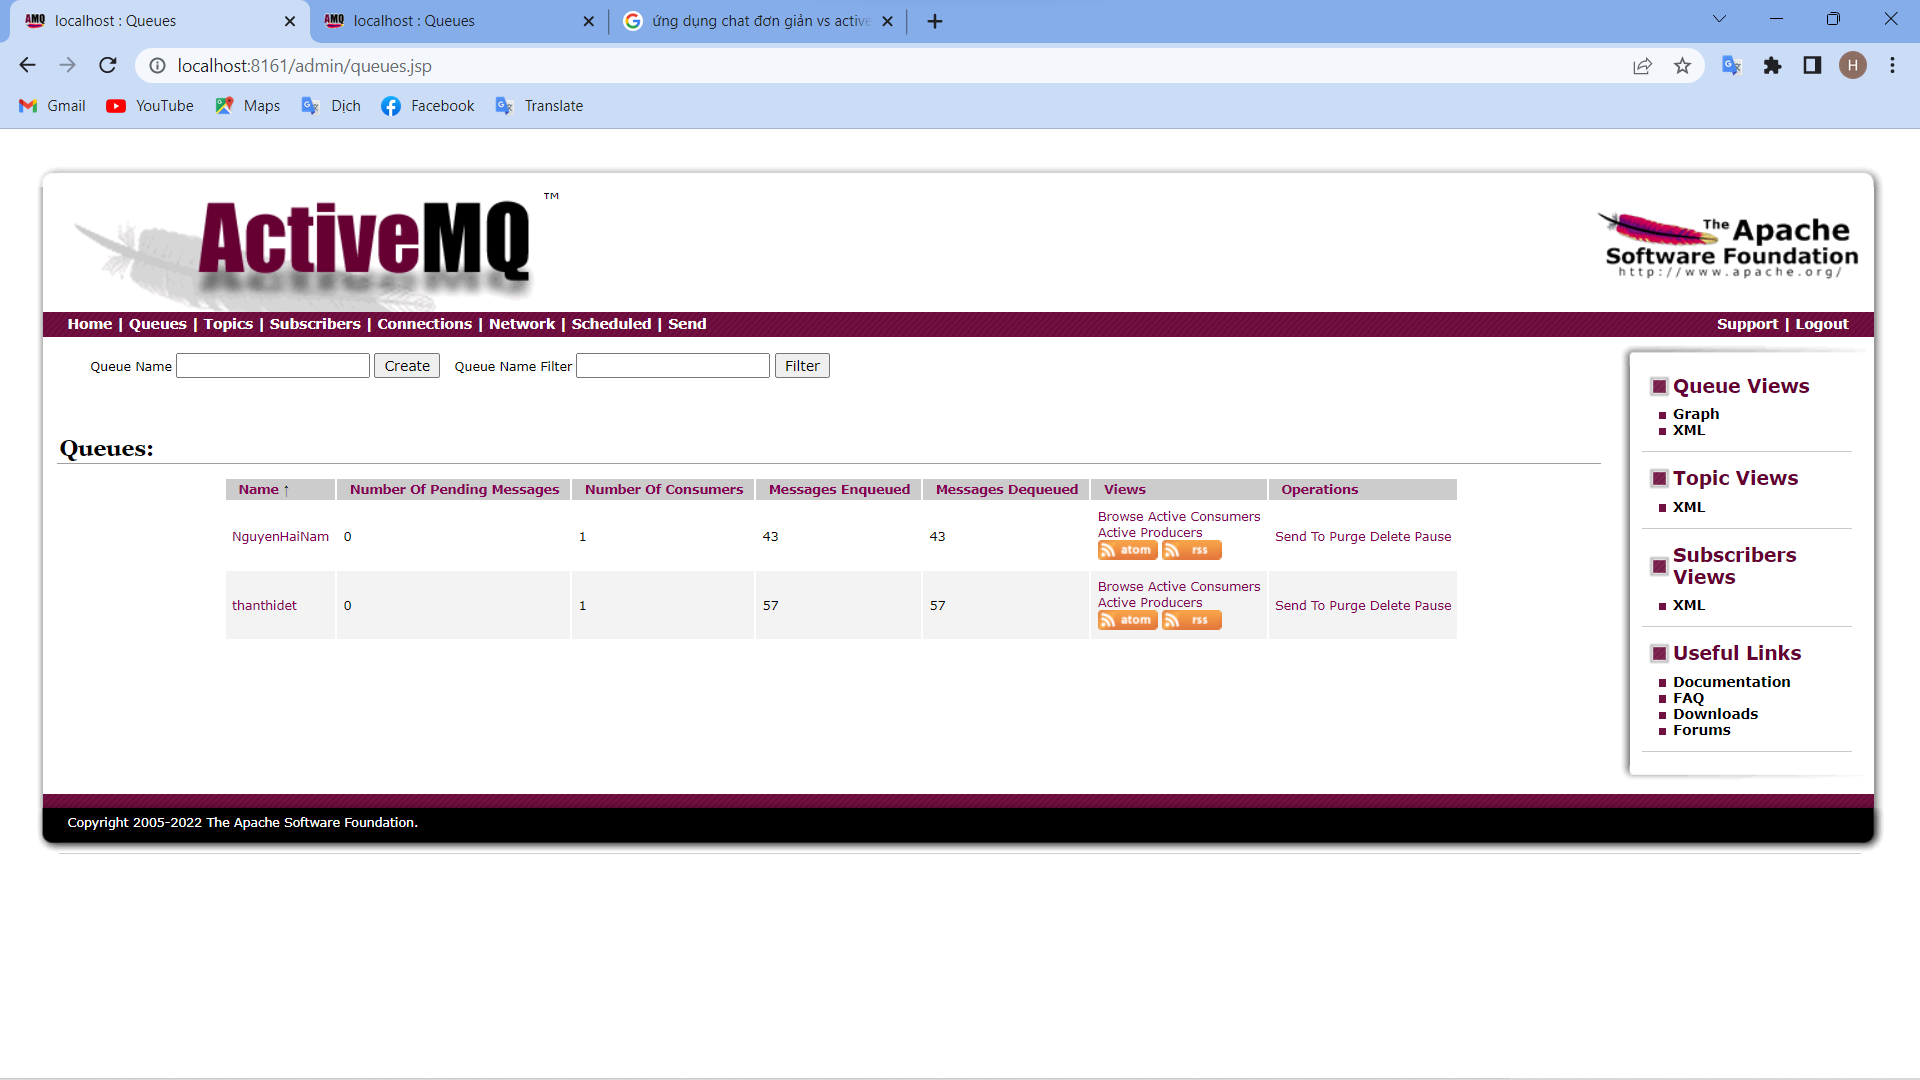 localhost : Queues
localhost : Queues
ứng dụng chat đơn giản vs active
localhost:8161/admin/queues.jsp
H
Gmail
YouTube
Maps
Dịch
Facebook
Translate
ActiveMQ ™
The Apache
Software Foundation
http://www.apache.org/
Home | Queues | Topics | Subscribers | Connections | Network | Scheduled | Send
Support | Logout
Queue Name Create Queue Name Filter Filter
Queues:
Name ↑ Number Of Pending Messages Number Of Consumers Messages Enqueued Messages Dequeued Views Operations
NguyenHaiNam 0 1 43 43 Browse Active Consumers
Active Producers
atom rss
Send To Purge Delete Pause
thanthidet 0 1 57 57 Browse Active Consumers
Active Producers
atom rss
Send To Purge Delete Pause
Queue Views
Graph
XML
Topic Views
XML
Subscribers
Views
XML
Useful Links
Documentation
FAQ
Downloads
Forums
Copyright 2005-2022 The Apache Software Foundation.